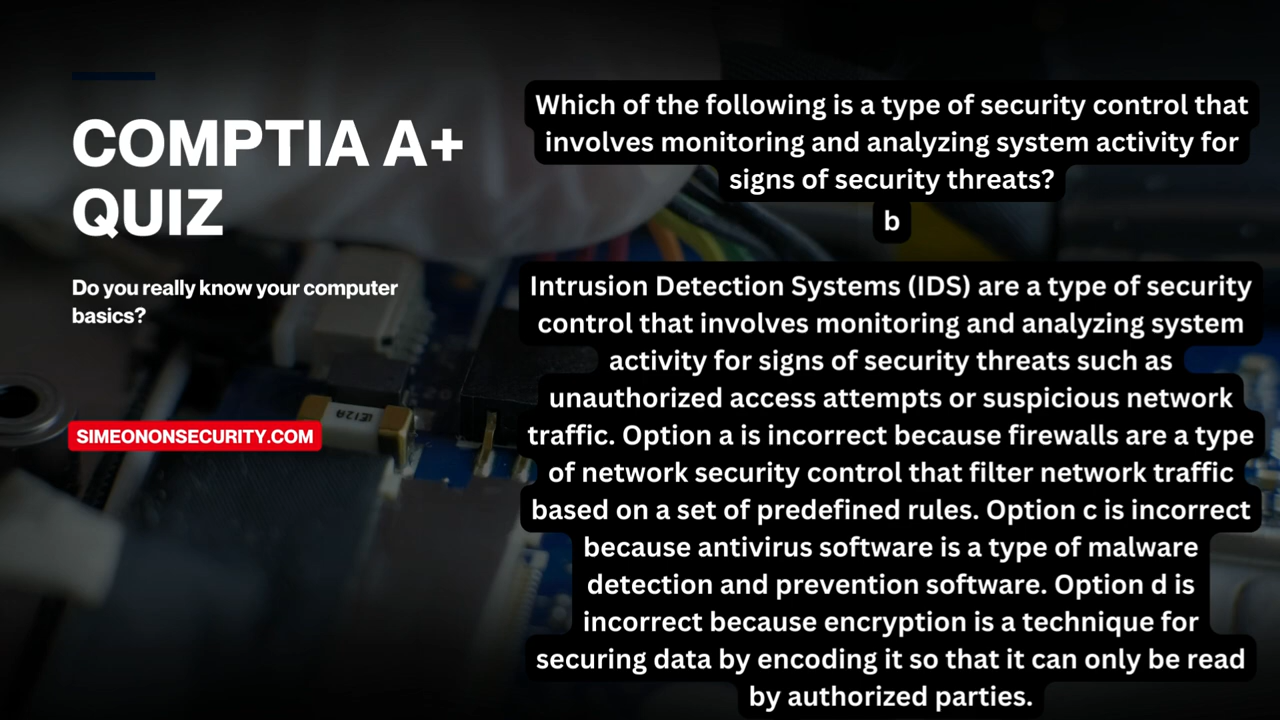 COMPTIA A+
QUIZ
Do you really know your computer
basics?
SIMEONONSECURITY.COM
Which of the following is a type of security control that
involves monitoring and analyzing system activity for
signs of security threats?
b
Intrusion Detection Systems (IDS) are a type of security
control that involves monitoring and analyzing system
activity for signs of security threats such as
unauthorized access attempts or suspicious network
traffic. Option a is incorrect because firewalls are a type
of network security control that filter network traffic
based on a set of predefined rules. Option c is incorrect
because antivirus software is a type of malware
detection and prevention software. Option d is
incorrect because encryption is a technique for
securing data by encoding it so that it can only be read
by authorized parties.